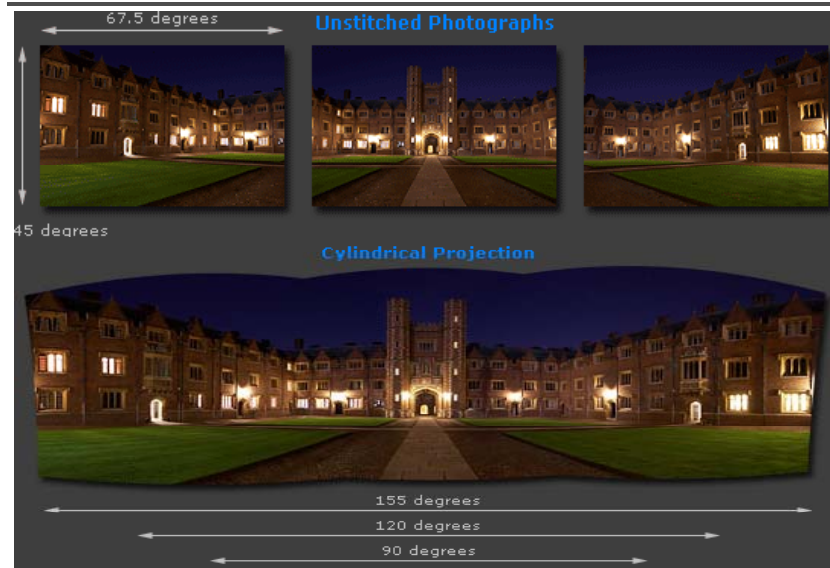 67.5 degrees
Unstitched Photographs
45 degrees
Cylindrical Projection
155 degrees
120 degrees
90 degrees